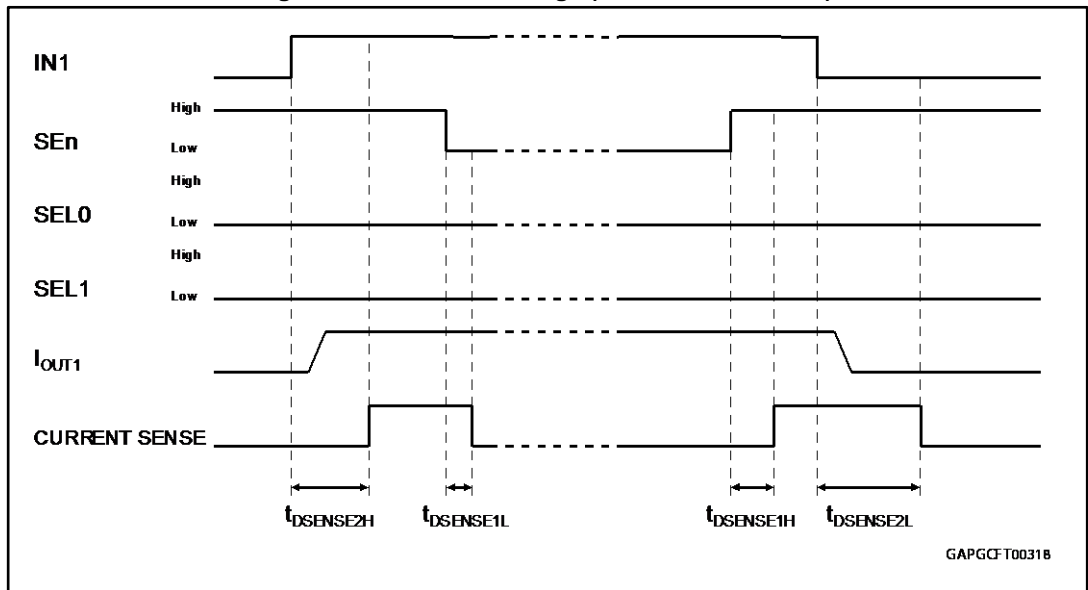 IN1
High
SEn
Low
High
SEL0
Low
High
SEL1
Low
IOUT1
CURRENT SENSE
tDSENSE2H
tDSENSE1L
tDSENSE1H
tDSENSE2L
GAPGCFT00318